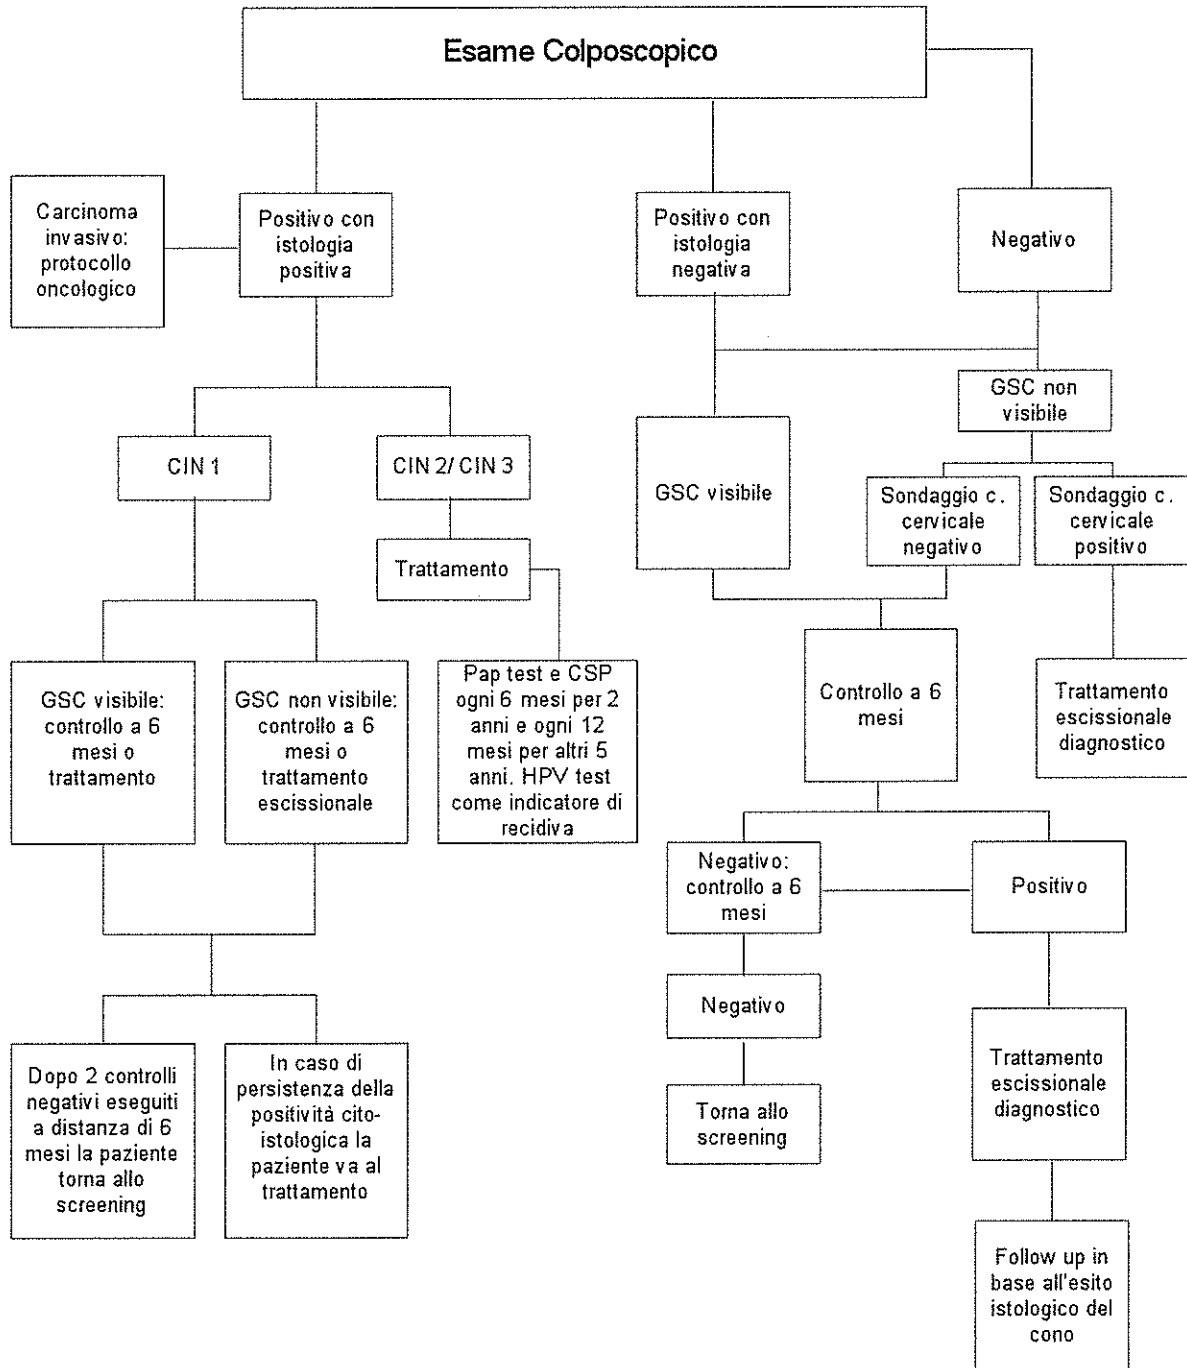 Esame Colposcopico
Carcinoma
invasivo:
protocollo
oncologico
Positivo con
istologia
positiva
Positivo con
istologia
negativa
Negativo
GSC non
visibile
CIN 1
CIN 2/ CIN 3
GSC visibile
Sondaggio c.
cervicale
negativo
Sondaggio c.
cervicale
positivo
Trattamento
GSC visibile:
controllo a 6
mesi o
trattamento
GSC non visibile:
controllo a 6
mesi o
trattamento
escissionale
Pap test e CSP
ogni 6 mesi per 2
anni e ogni 12
mesi per altri 5
anni. HPV test
come indicatore di
recidiva
Controllo a 6
mesi
Trattamento
escissionale
diagnostico
Negativo:
controllo a 6
mesi
Positivo
Negativo
Torna allo
screening
Trattamento
escissionale
diagnostico
Dopo 2 controlli
negativi eseguiti
a distanza di 6
mesi la paziente
torna allo
screening
In caso di
persistenza della
positività cito-
istologica la
paziente va al
trattamento
Follow up in
base all'esito
istologico del
cono